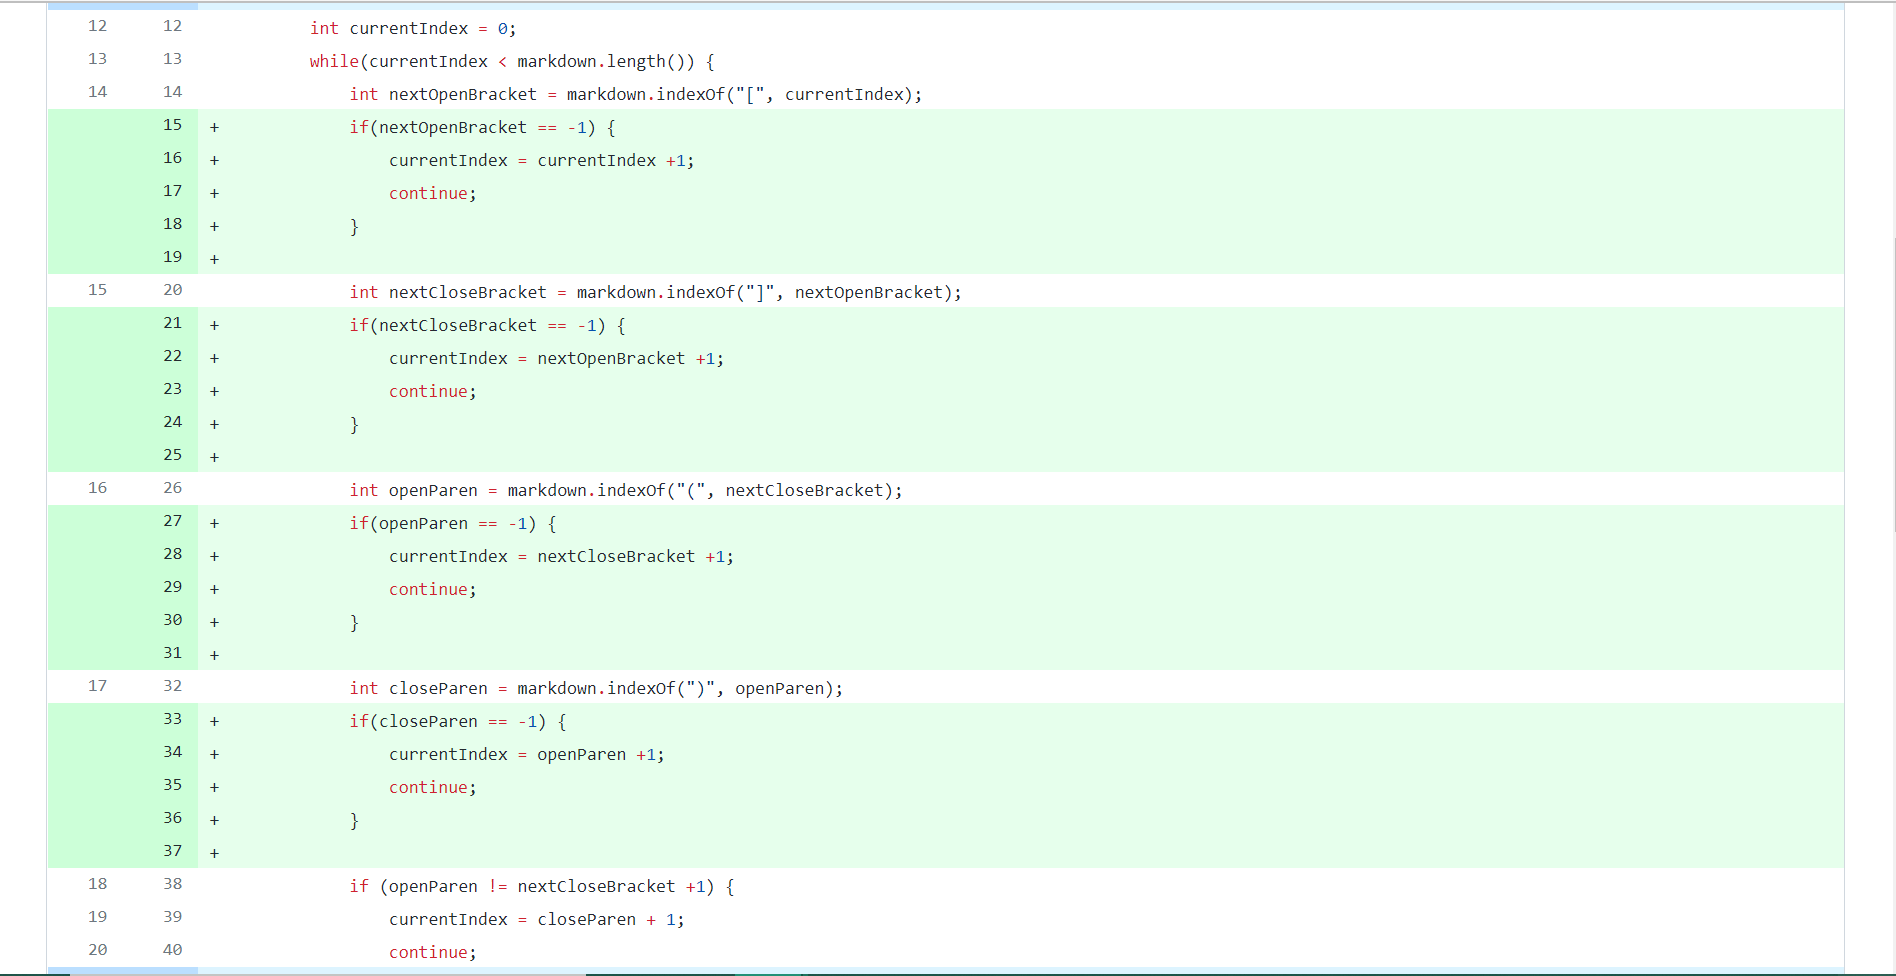 12 12 int currentIndex = 0;
13 13 while(currentIndex < markdown.length()) {
14 14 int nextOpenBracket = markdown.indexOf("[", currentIndex);
15 + if(nextOpenBracket == -1) {
16 + currentIndex = currentIndex +1;
17 + continue;
18 + }
19 +
15 20 int nextCloseBracket = markdown.indexOf("]", nextOpenBracket);
21 + if(nextCloseBracket == -1) {
22 + currentIndex = nextOpenBracket +1;
23 + continue;
24 + }
25 +
16 26 int openParen = markdown.indexOf("(", nextCloseBracket);
27 + if(openParen == -1) {
28 + currentIndex = nextCloseBracket +1;
29 + continue;
30 + }
31 +
17 32 int closeParen = markdown.indexOf(")", openParen);
33 + if(closeParen == -1) {
34 + currentIndex = openParen +1;
35 + continue;
36 + }
37 +
18 38 if (openParen != nextCloseBracket +1) {
19 39 currentIndex = closeParen + 1;
20 40 continue;